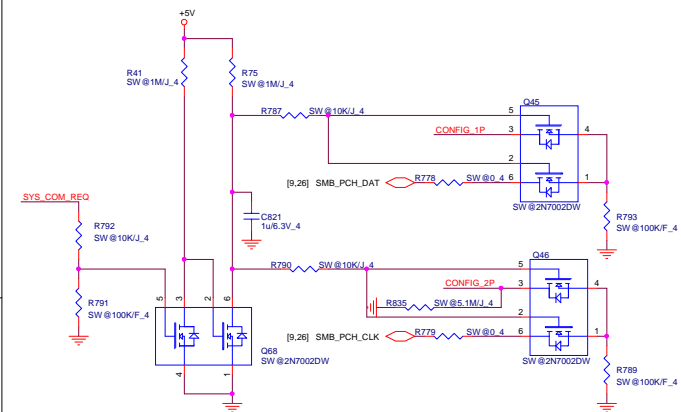 +5V
R41
SW@1M/J_4
R75
SW@1M/J_4
Q45
R787
SW@10K/J_4
5
CONFIG_1P
3
4
2
[9,26] SMB_PCH_DAT
R778
SW@0_4
6
1
SW@2N7002DW
SYS_COM_REQ
R792
SW@10K/J_4
C821
1u/6.3V_4
R793
SW@100K/F_4
Q46
R790
SW@10K/J_4
5
CONFIG_2P
3
4
R791
SW@100K/F_4
5
3
2
6
R835
SW@5.1M/J_4
2
[9,26] SMB_PCH_CLK
R779
SW@0_4
6
1
Q68
SW@2N7002DW
SW@2N7002DW
4
1
R789
SW@100K/F_4